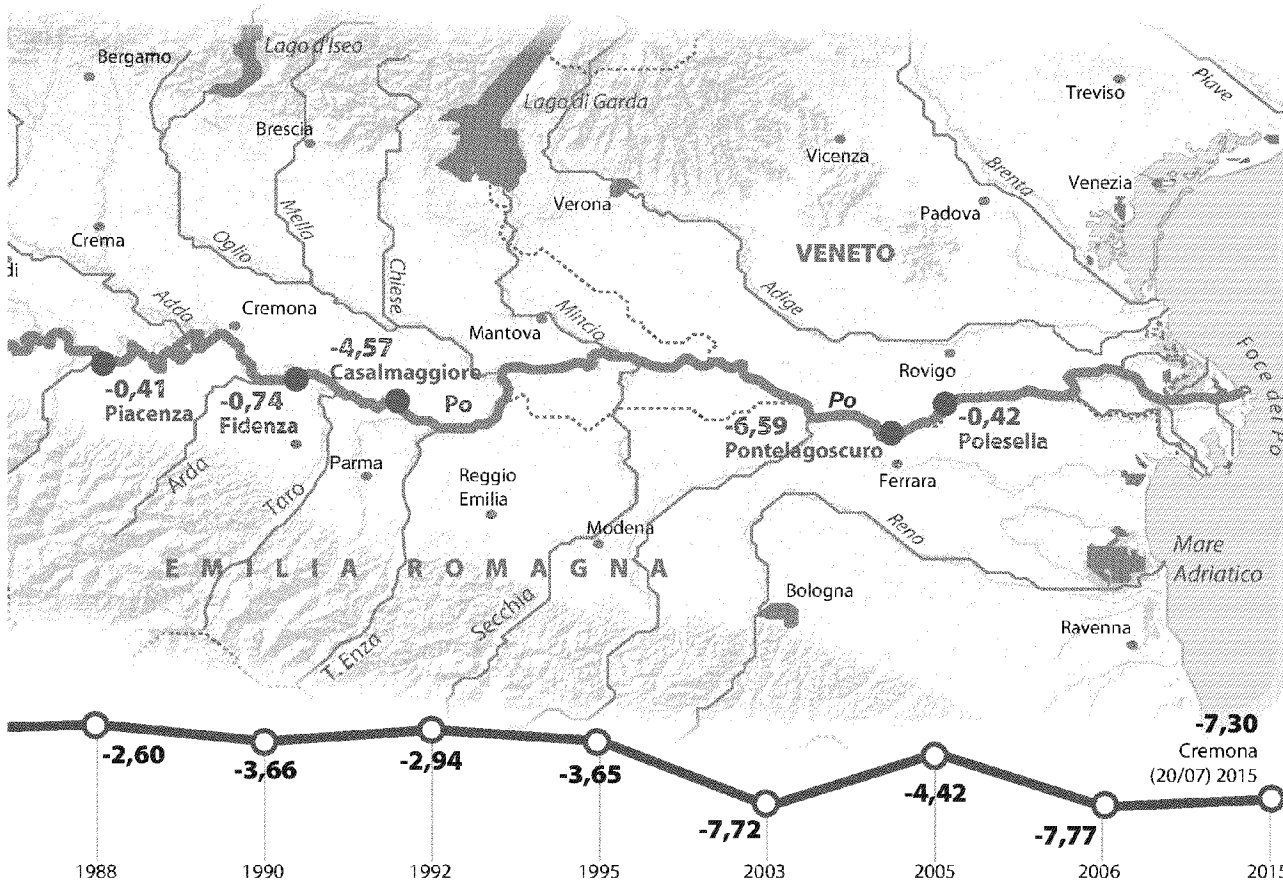 Bergamo
Lago d'Iseo
Lago di Garda
Treviso
Piave
Brescia
Vicenza
Brenta
Venezia
Verona
Padova
Crema
Oglio
Mella
Chiese
VENETO
di
Adda
Cremona
Mantova
Mincio
Adige
-4,57
Casalmaggiore
Rovigo
Foce del Po
-0,41
Piacenza
-0,74
Fidenza
Po
Po
-6,59
Pontelagoscuro
-0,42
Polesella
Arda
Taro
Parma
Reggio
Emilia
Ferrara
Modena
Reno
Mare
Adriatico
EMILIA ROMAGNA
Bologna
Secchia
T. Enza
Ravenna
-2,60
-3,66
-2,94
-3,65
-7,72
-4,42
-7,77
-7,30
Cremona
(20/07) 2015
1988
1990
1992
1995
2003
2005
2006
2015